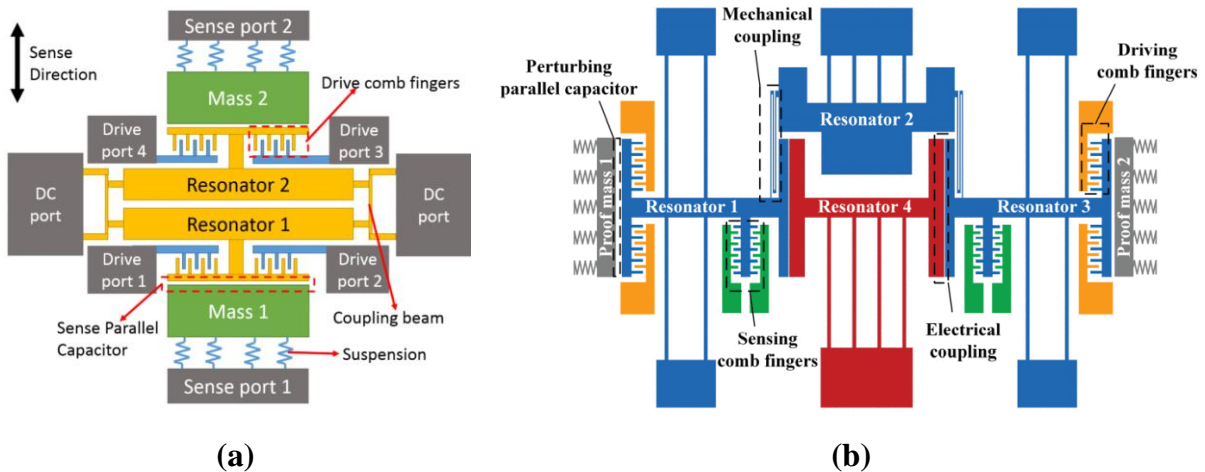 Sense port 2
Sense
Direction
Mass 2
Drive comb fingers
Drive
port 4
Drive
port 3
DC
port
Resonator 2
DC
port
Resonator 1
Drive
port 1
Drive
port 2
Mass 1
Sense Parallel
Capacitor
Coupling beam
Suspension
Sense port 1
(a)
Mechanical
coupling
Driving
comb fingers
Perturbing
parallel capacitor
Resonator 2
Proof mass 1
Resonator 1
Resonator 4
Resonator 3
Proof mass 2
Sensing
comb fingers
Electrical
coupling
(b)